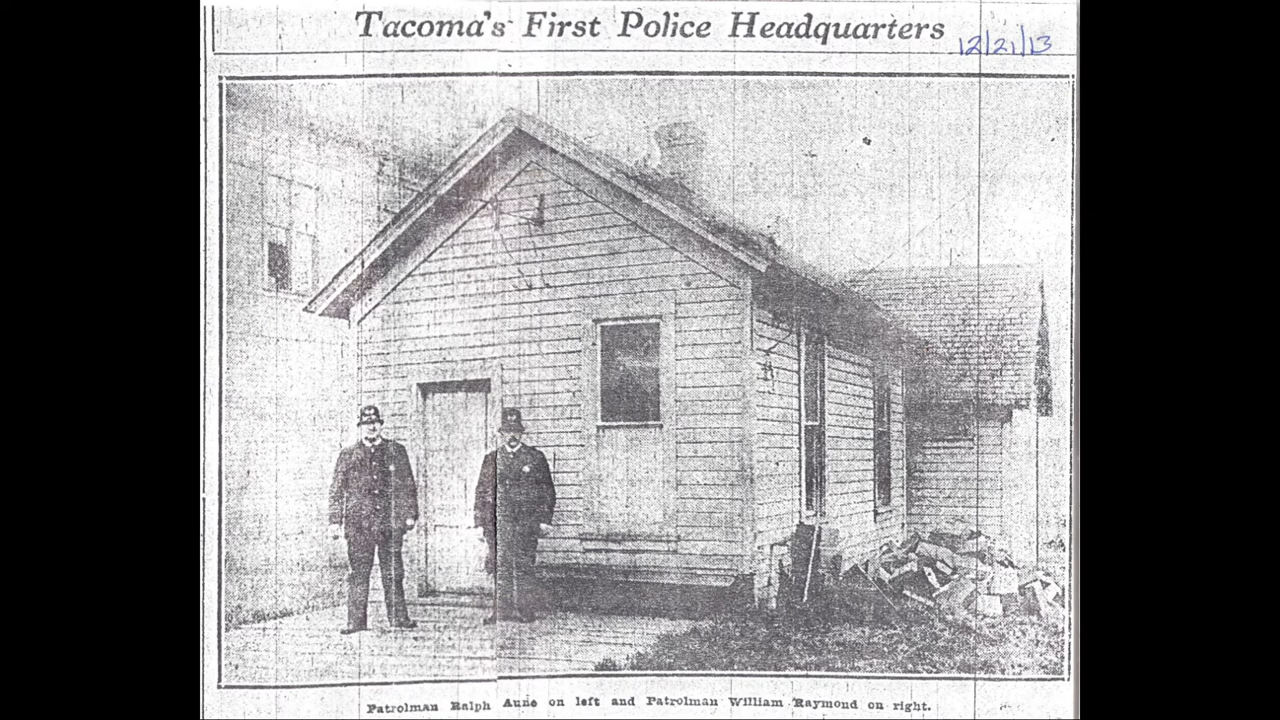 Tacoma's First Police Headquarters
12/21/13
Patrolman Ralph Aune on left and Patrolman William Raymond on right.